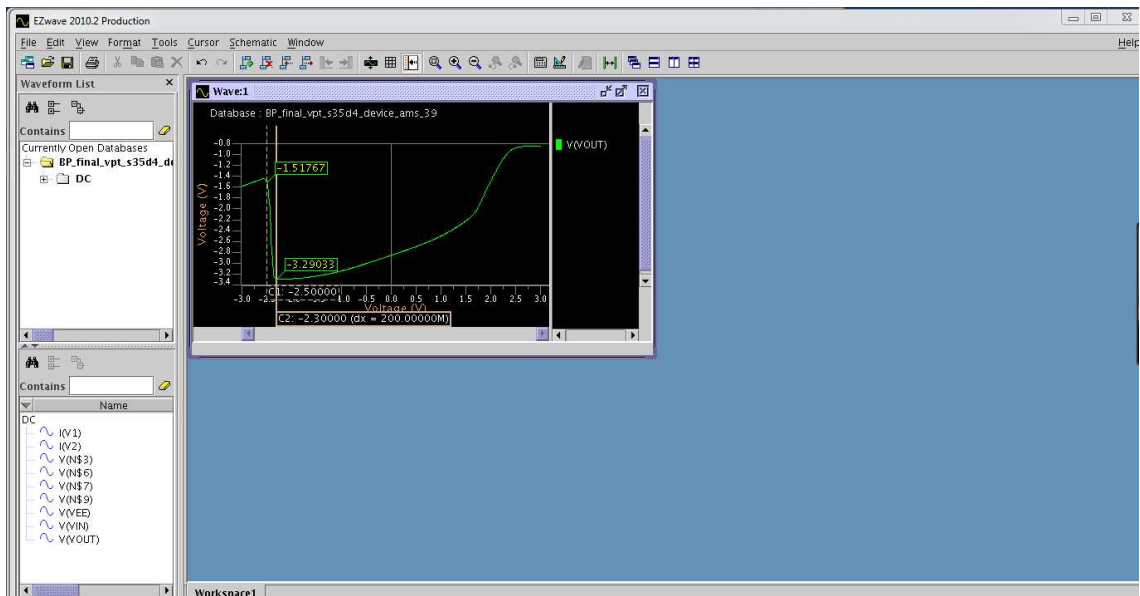 EZwave 2010.2 Production
File Edit View Format Tools Cursor Schematic Window Help
Waveform List
Contains
Currently Open Databases
BP_final_vpt_s35d4_de
DC
Wave:1
Database : BP_final_vpt_s35d4_device_ams_39
V(VOUT)
Voltage (V)
-0.8
-1.0
-1.2
-1.4
-1.6
-1.8
-2.0
-2.2
-2.4
-2.6
-2.8
-3.0
-3.2
-3.4
-1.51767
-3.29033
C1: -2.50000
-3.0 -0.5 0.0 0.5 1.0 1.5 2.0 2.5 3.0
Voltage (V)
C2: -2.30000 (dx = 200.00000M)
Contains
Name
DC
I(V1)
I(V2)
V(N$3)
V(N$6)
V(N$7)
V(N$9)
V(VEE)
V(VIN)
V(VOUT)
Workspace1